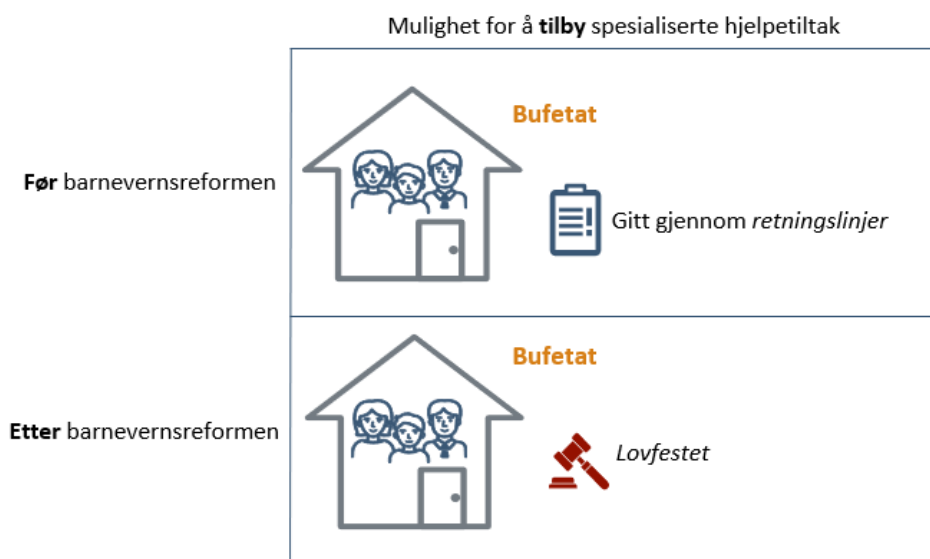 Mulighet for å tilby spesialiserte hjelpetiltak
Før barnevernsreformen
Bufetat
Gitt gjennom retningslinjer
Etter barnevernsreformen
Bufetat
Lovfestet